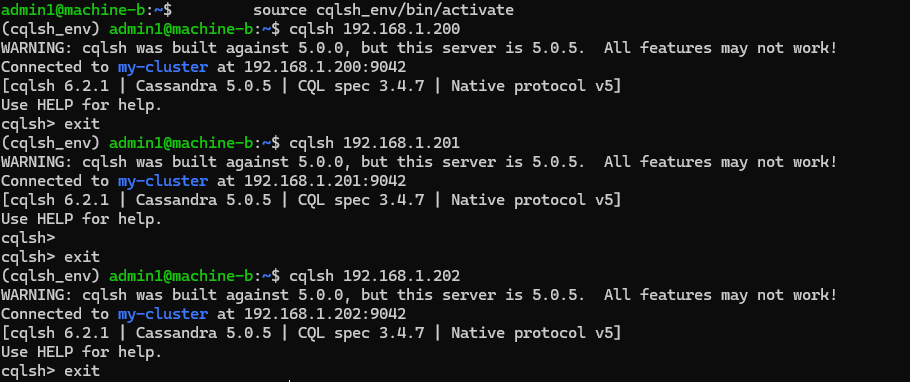 admin1@machine-b:~$         source cqlsh_env/bin/activate
(cqlsh_env) admin1@machine-b:~$ cqlsh 192.168.1.200
WARNING: cqlsh was built against 5.0.0, but this server is 5.0.5.  All features may not work!
Connected to my-cluster at 192.168.1.200:9042
[cqlsh 6.2.1 | Cassandra 5.0.5 | CQL spec 3.4.7 | Native protocol v5]
Use HELP for help.
cqlsh> exit
(cqlsh_env) admin1@machine-b:~$ cqlsh 192.168.1.201
WARNING: cqlsh was built against 5.0.0, but this server is 5.0.5.  All features may not work!
Connected to my-cluster at 192.168.1.201:9042
[cqlsh 6.2.1 | Cassandra 5.0.5 | CQL spec 3.4.7 | Native protocol v5]
Use HELP for help.
cqlsh>
cqlsh> exit
(cqlsh_env) admin1@machine-b:~$ cqlsh 192.168.1.202
WARNING: cqlsh was built against 5.0.0, but this server is 5.0.5.  All features may not work!
Connected to my-cluster at 192.168.1.202:9042
[cqlsh 6.2.1 | Cassandra 5.0.5 | CQL spec 3.4.7 | Native protocol v5]
Use HELP for help.
cqlsh> exit